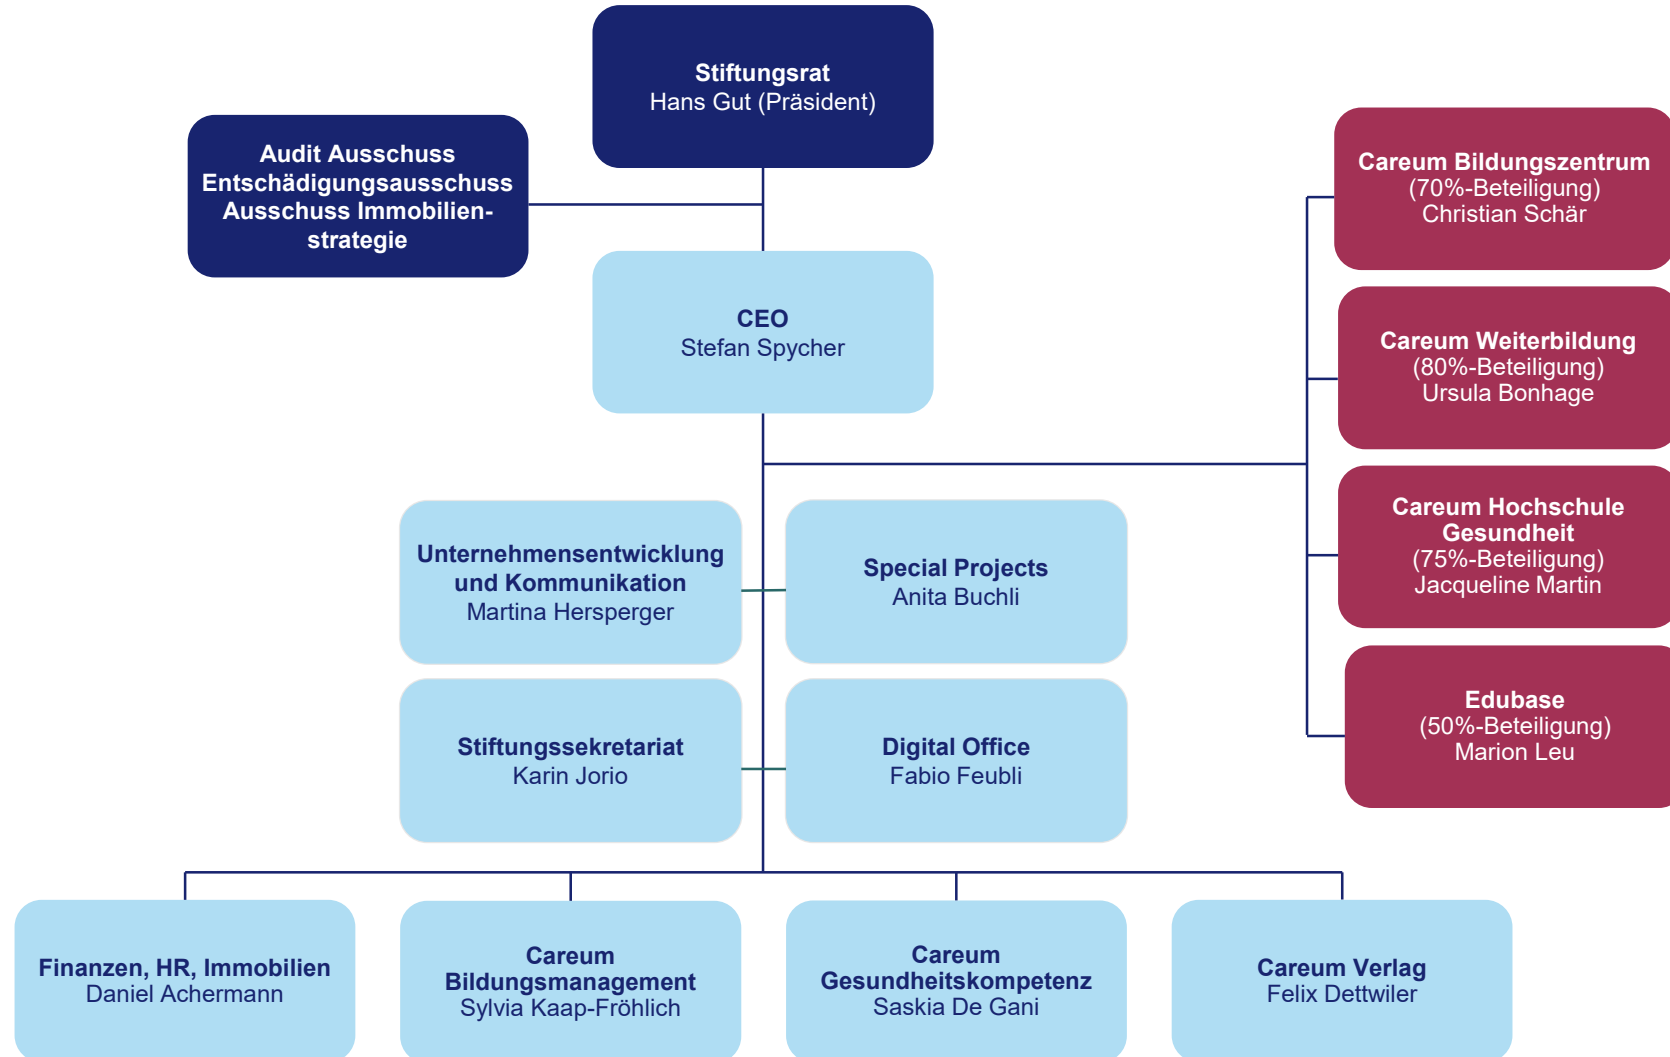 Stiftungsrat
Hans Gut (Präsident)
Audit Ausschuss
Entschädigungsausschuss
Ausschuss Immobilien-
strategie
CEO
Stefan Spycher
Careum Bildungszentrum
(70%-Beteiligung)
Christian Schär
Careum Weiterbildung
(80%-Beteiligung)
Ursula Bonhage
Careum Hochschule
Gesundheit
(75%-Beteiligung)
Jacqueline Martin
Edubase
(50%-Beteiligung)
Marion Leu
Unternehmensentwicklung
und Kommunikation
Martina Hersperger
Special Projects
Anita Buchli
Stiftungssekretariat
Karin Jorio
Digital Office
Fabio Feubli
Finanzen, HR, Immobilien
Daniel Achermann
Careum
Bildungsmanagement
Sylvia Kaap-Fröhlich
Careum
Gesundheitskompetenz
Saskia De Gani
Careum Verlag
Felix Dettwiler